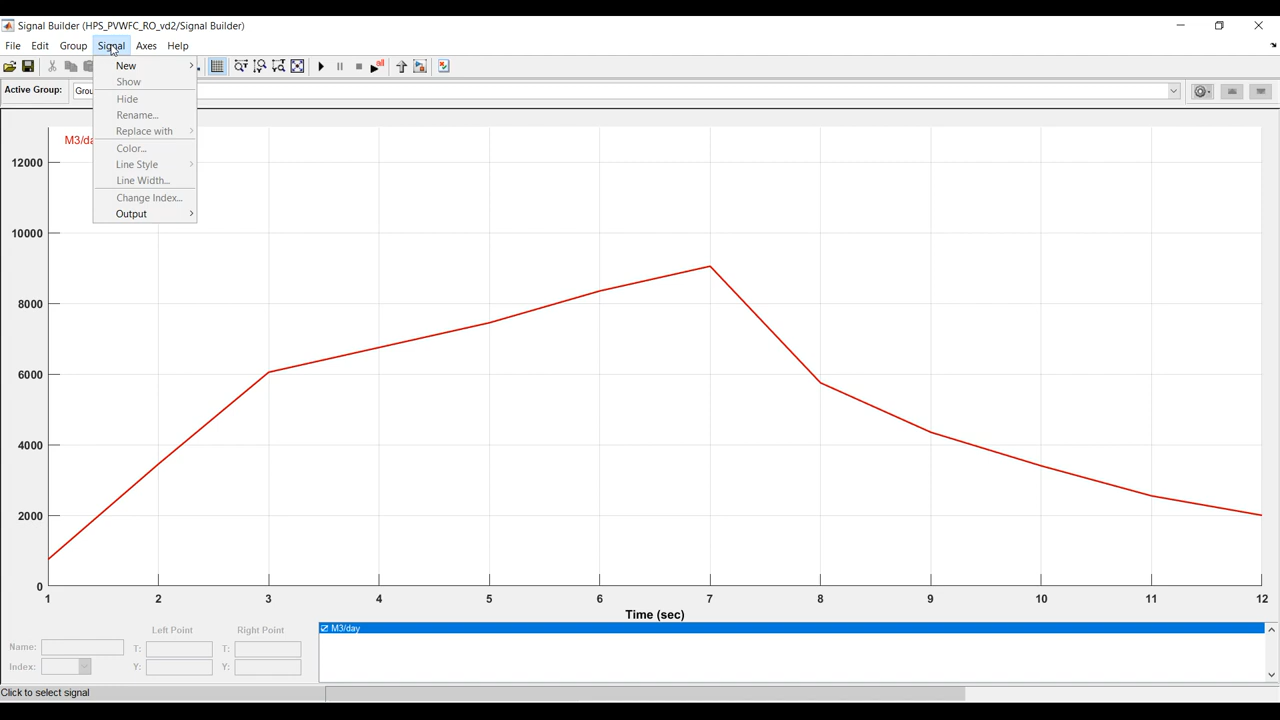 Signal Builder (HPS_PVWFC_RO_vd2/Signal Builder)
File Edit Group Signal Axes Help
Active Group:
New
Show
Hide
Rename...
Replace with
Color...
Line Style
Line Width...
Change Index...
Output
12000
10000
8000
6000
4000
2000
0
1 2 3 4 5 6 7 8 9 10 11 12
Time (sec)
Left Point Right Point
Name: T: T:
Index: Y: Y:
M3/day
Click to select signal